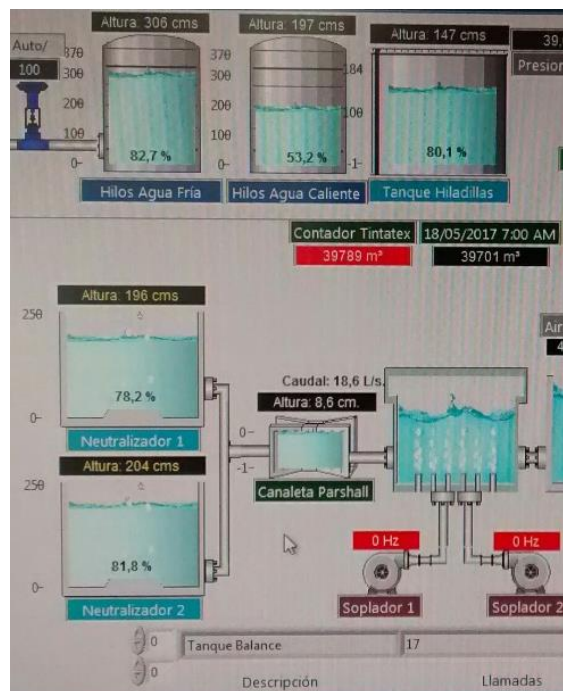 Altura: 306 cms
Altura: 197 cms
Altura: 147 cms
39,
Auto/
100
Presion
370
300
200
100
0
82,7 %
370
300
200
100
0
53,2 %
184
100
-1
80,1 %
Hilos Agua Fría
Hilos Agua Caliente
Tanque Hiladillas
Contador Tintatex
18/05/2017 7:00 AM
39789 m³
39701 m³
Altura: 196 cms
250
0
78,2 %
Neutralizador 1
Altura: 204 cms
250
0
81,8 %
Neutralizador 2
Caudal: 18,6 L/s.
Altura: 8,6 cm.
0
-1
Canaleta Parshall
Air
4
0 Hz
0 Hz
Soplador 1
Soplador 2
0
Tanque Balance
17
0
Descripción
Llamadas